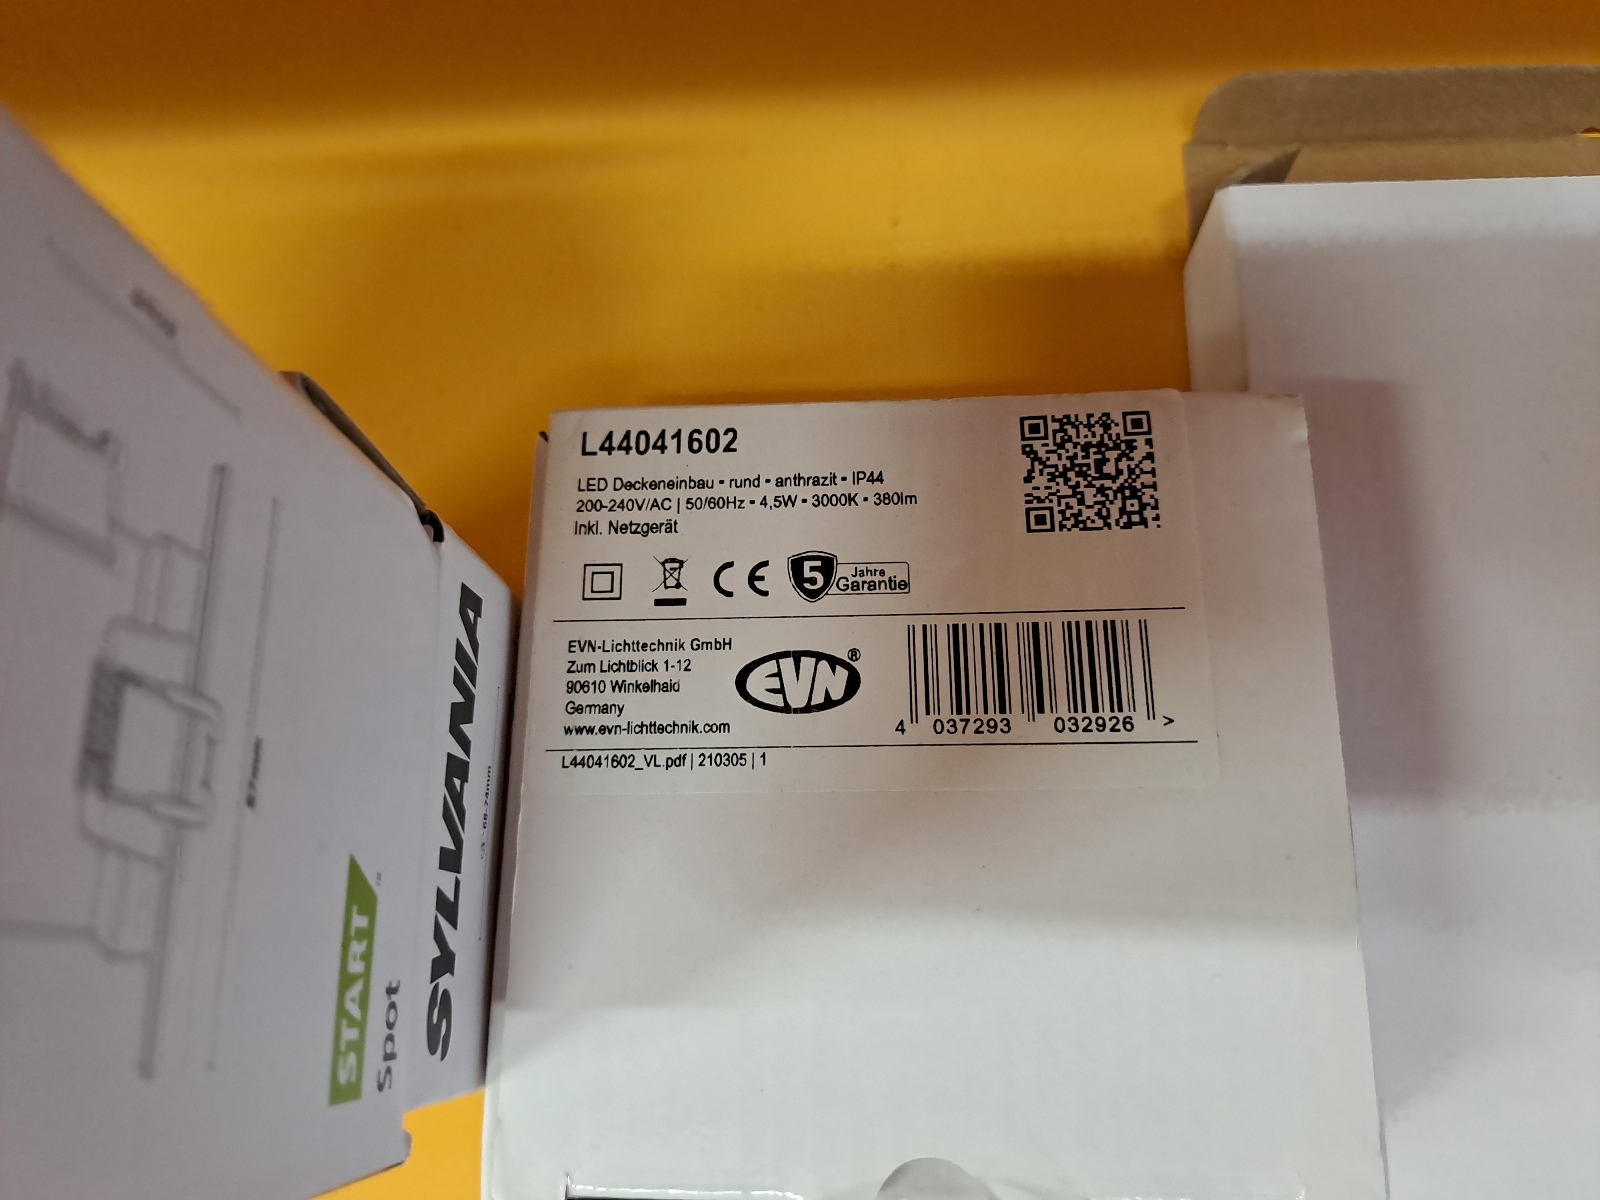 L44041602
LED Deckeneinbau - rund - anthrazit - IP44
200-240V/AC | 50/60Hz - 4,5W - 3000K - 380lm
Inkl. Netzgerät
CE
5 Jahre
Garantie
EVN-Lichttechnik GmbH
Zum Lichtblick 1-12
90610 Winkelhaid
Germany
www.evn-lichttechnik.com
EVN®
4 037293 032926 >
L44041602_VL.pdf | 210305 | 1
START
Spot
SYLVANIA
68-74mm